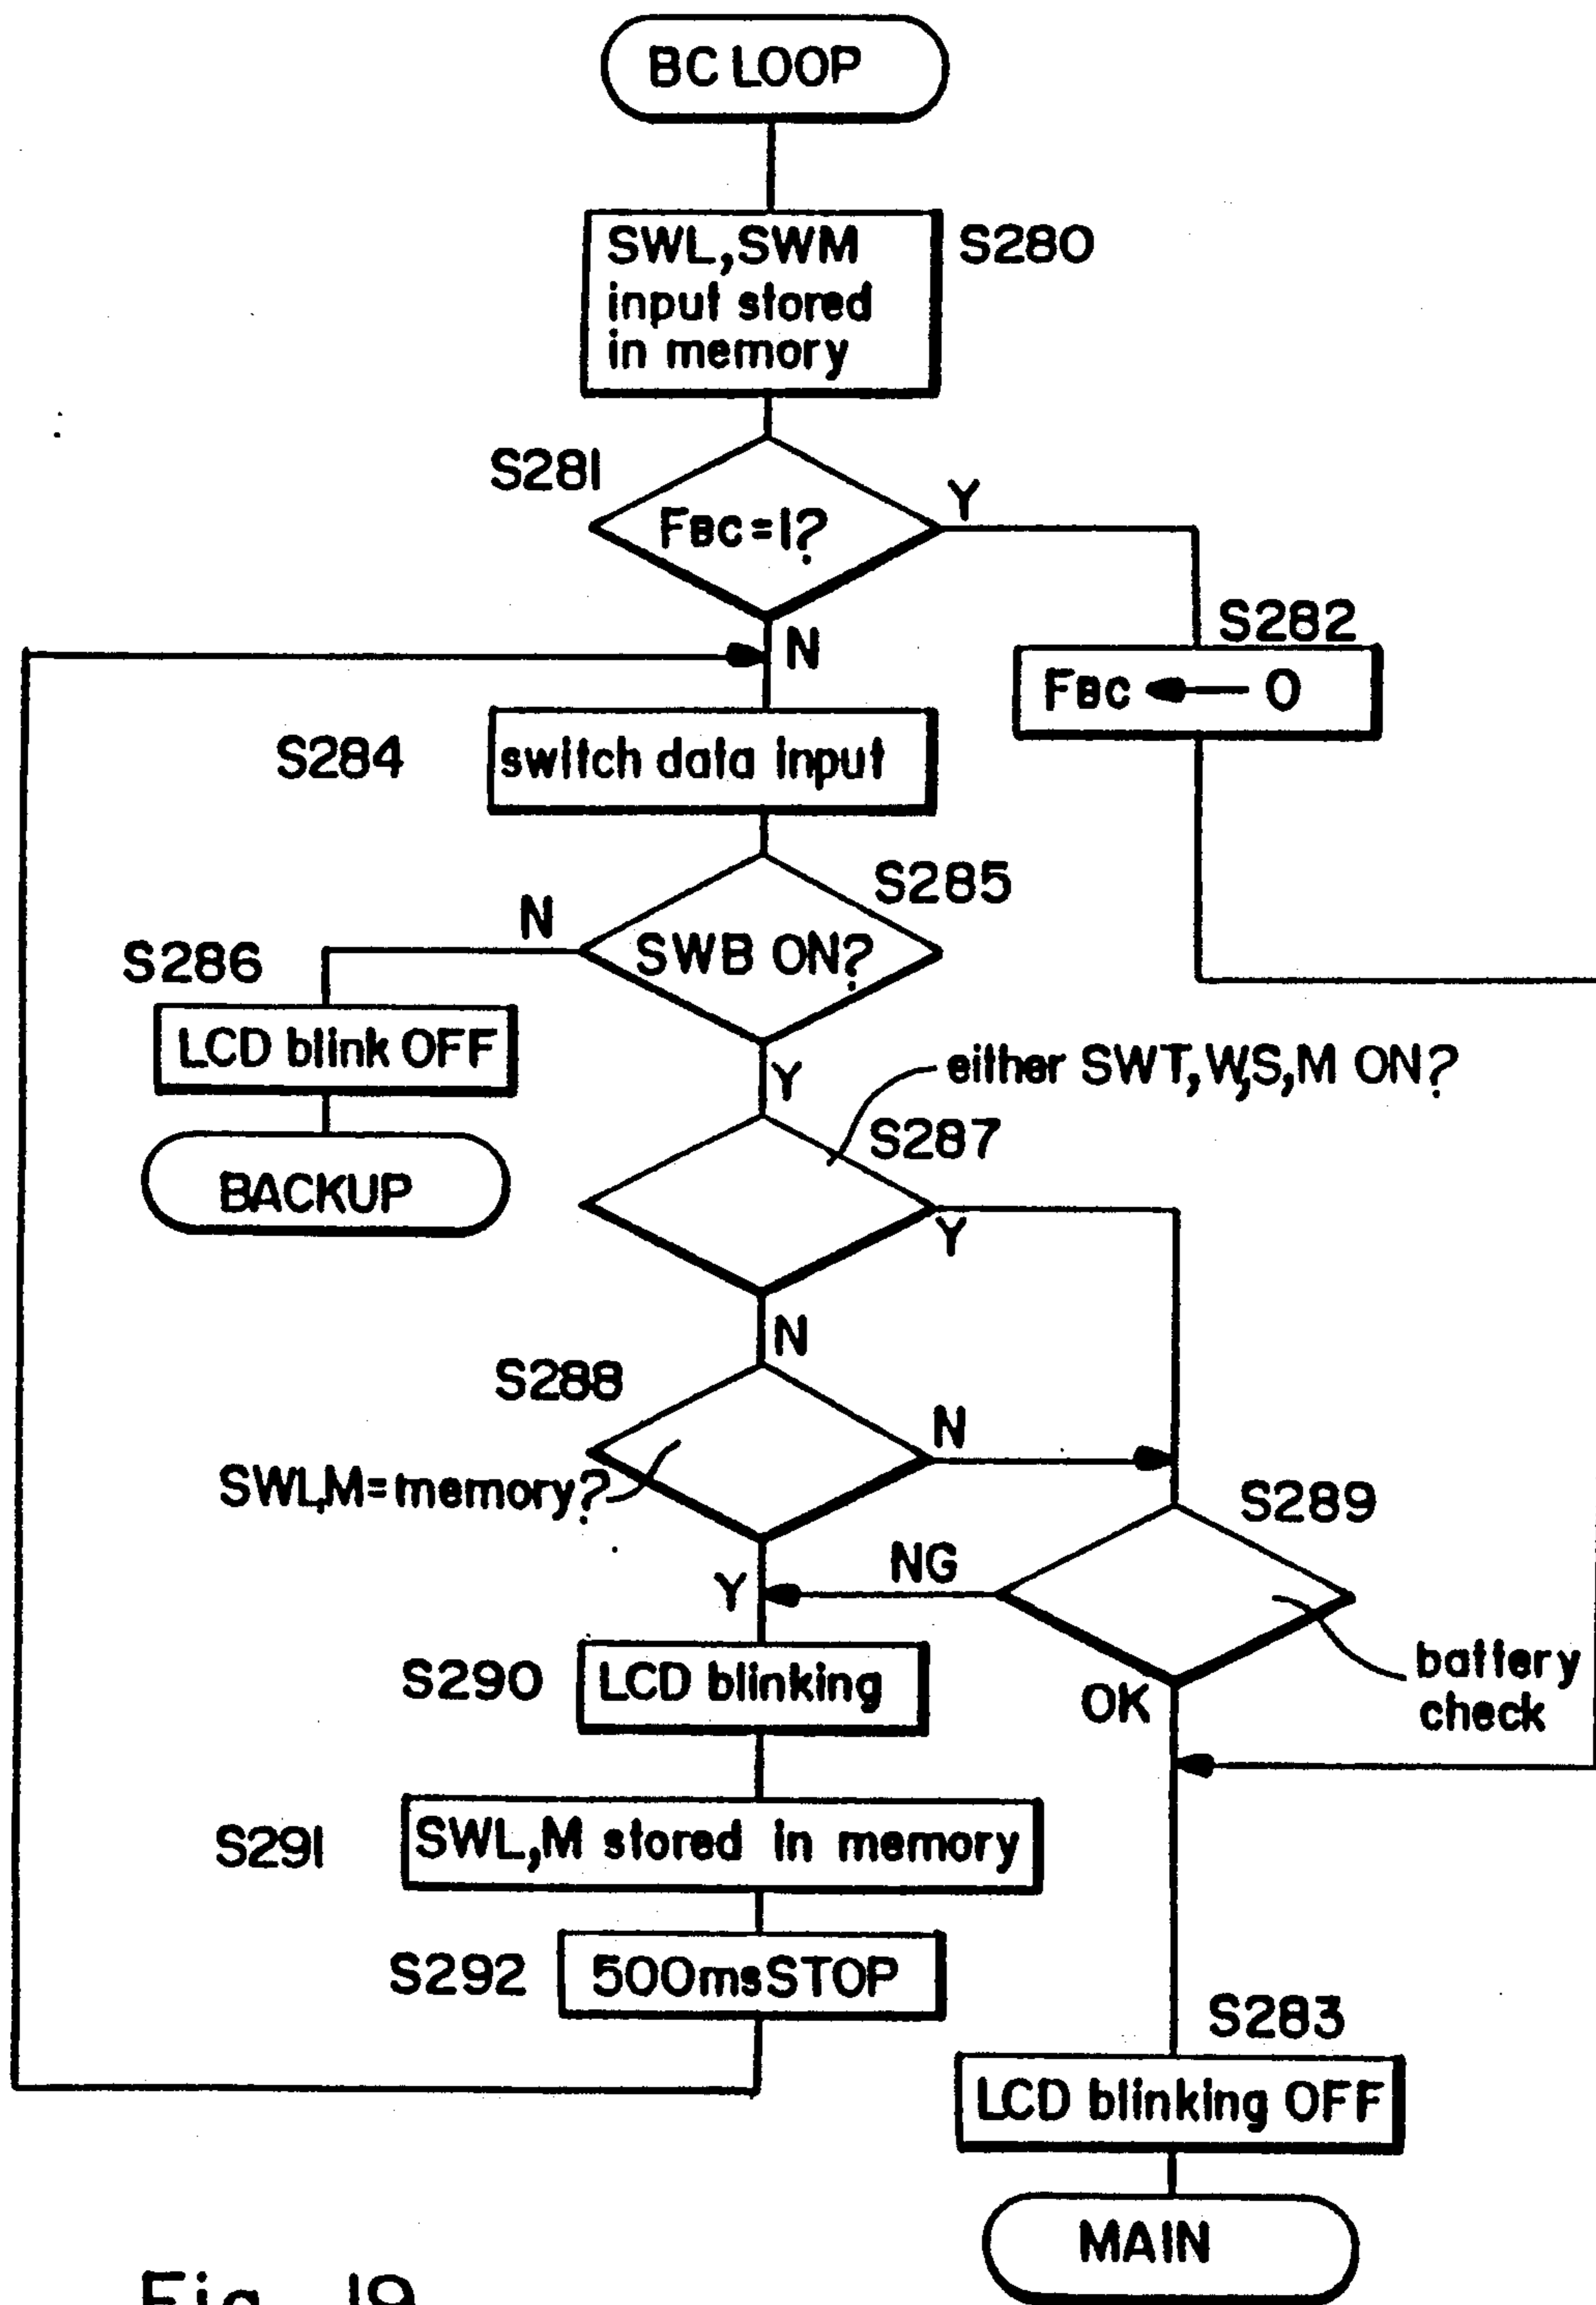 BC LOOP
SWL,SWM
input stored
in memory
S280
S281
FBC=1?
Y
N
S282
FBC ← 0
S284
switch data input
S285
SWB ON?
N
S286
LCD blink OFF
BACKUP
Y
either SWT,W,S,M ON?
S287
Y
N
S288
SWL,M=memory?
N
S289
NG
Y
battery
check
OK
S290
LCD blinking
S291
SWL,M stored in memory
S292
500msSTOP
S283
LCD blinking OFF
MAIN
Fig. 19